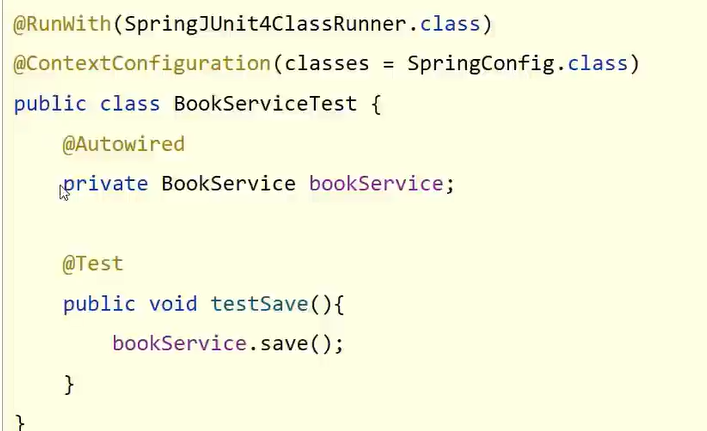 @RunWith(SpringJUnit4ClassRunner.class)
@ContextConfiguration(classes = SpringConfig.class)
public class BookServiceTest {
@Autowired
private BookService bookService;
@Test
public void testSave(){
bookService.save();
}
}